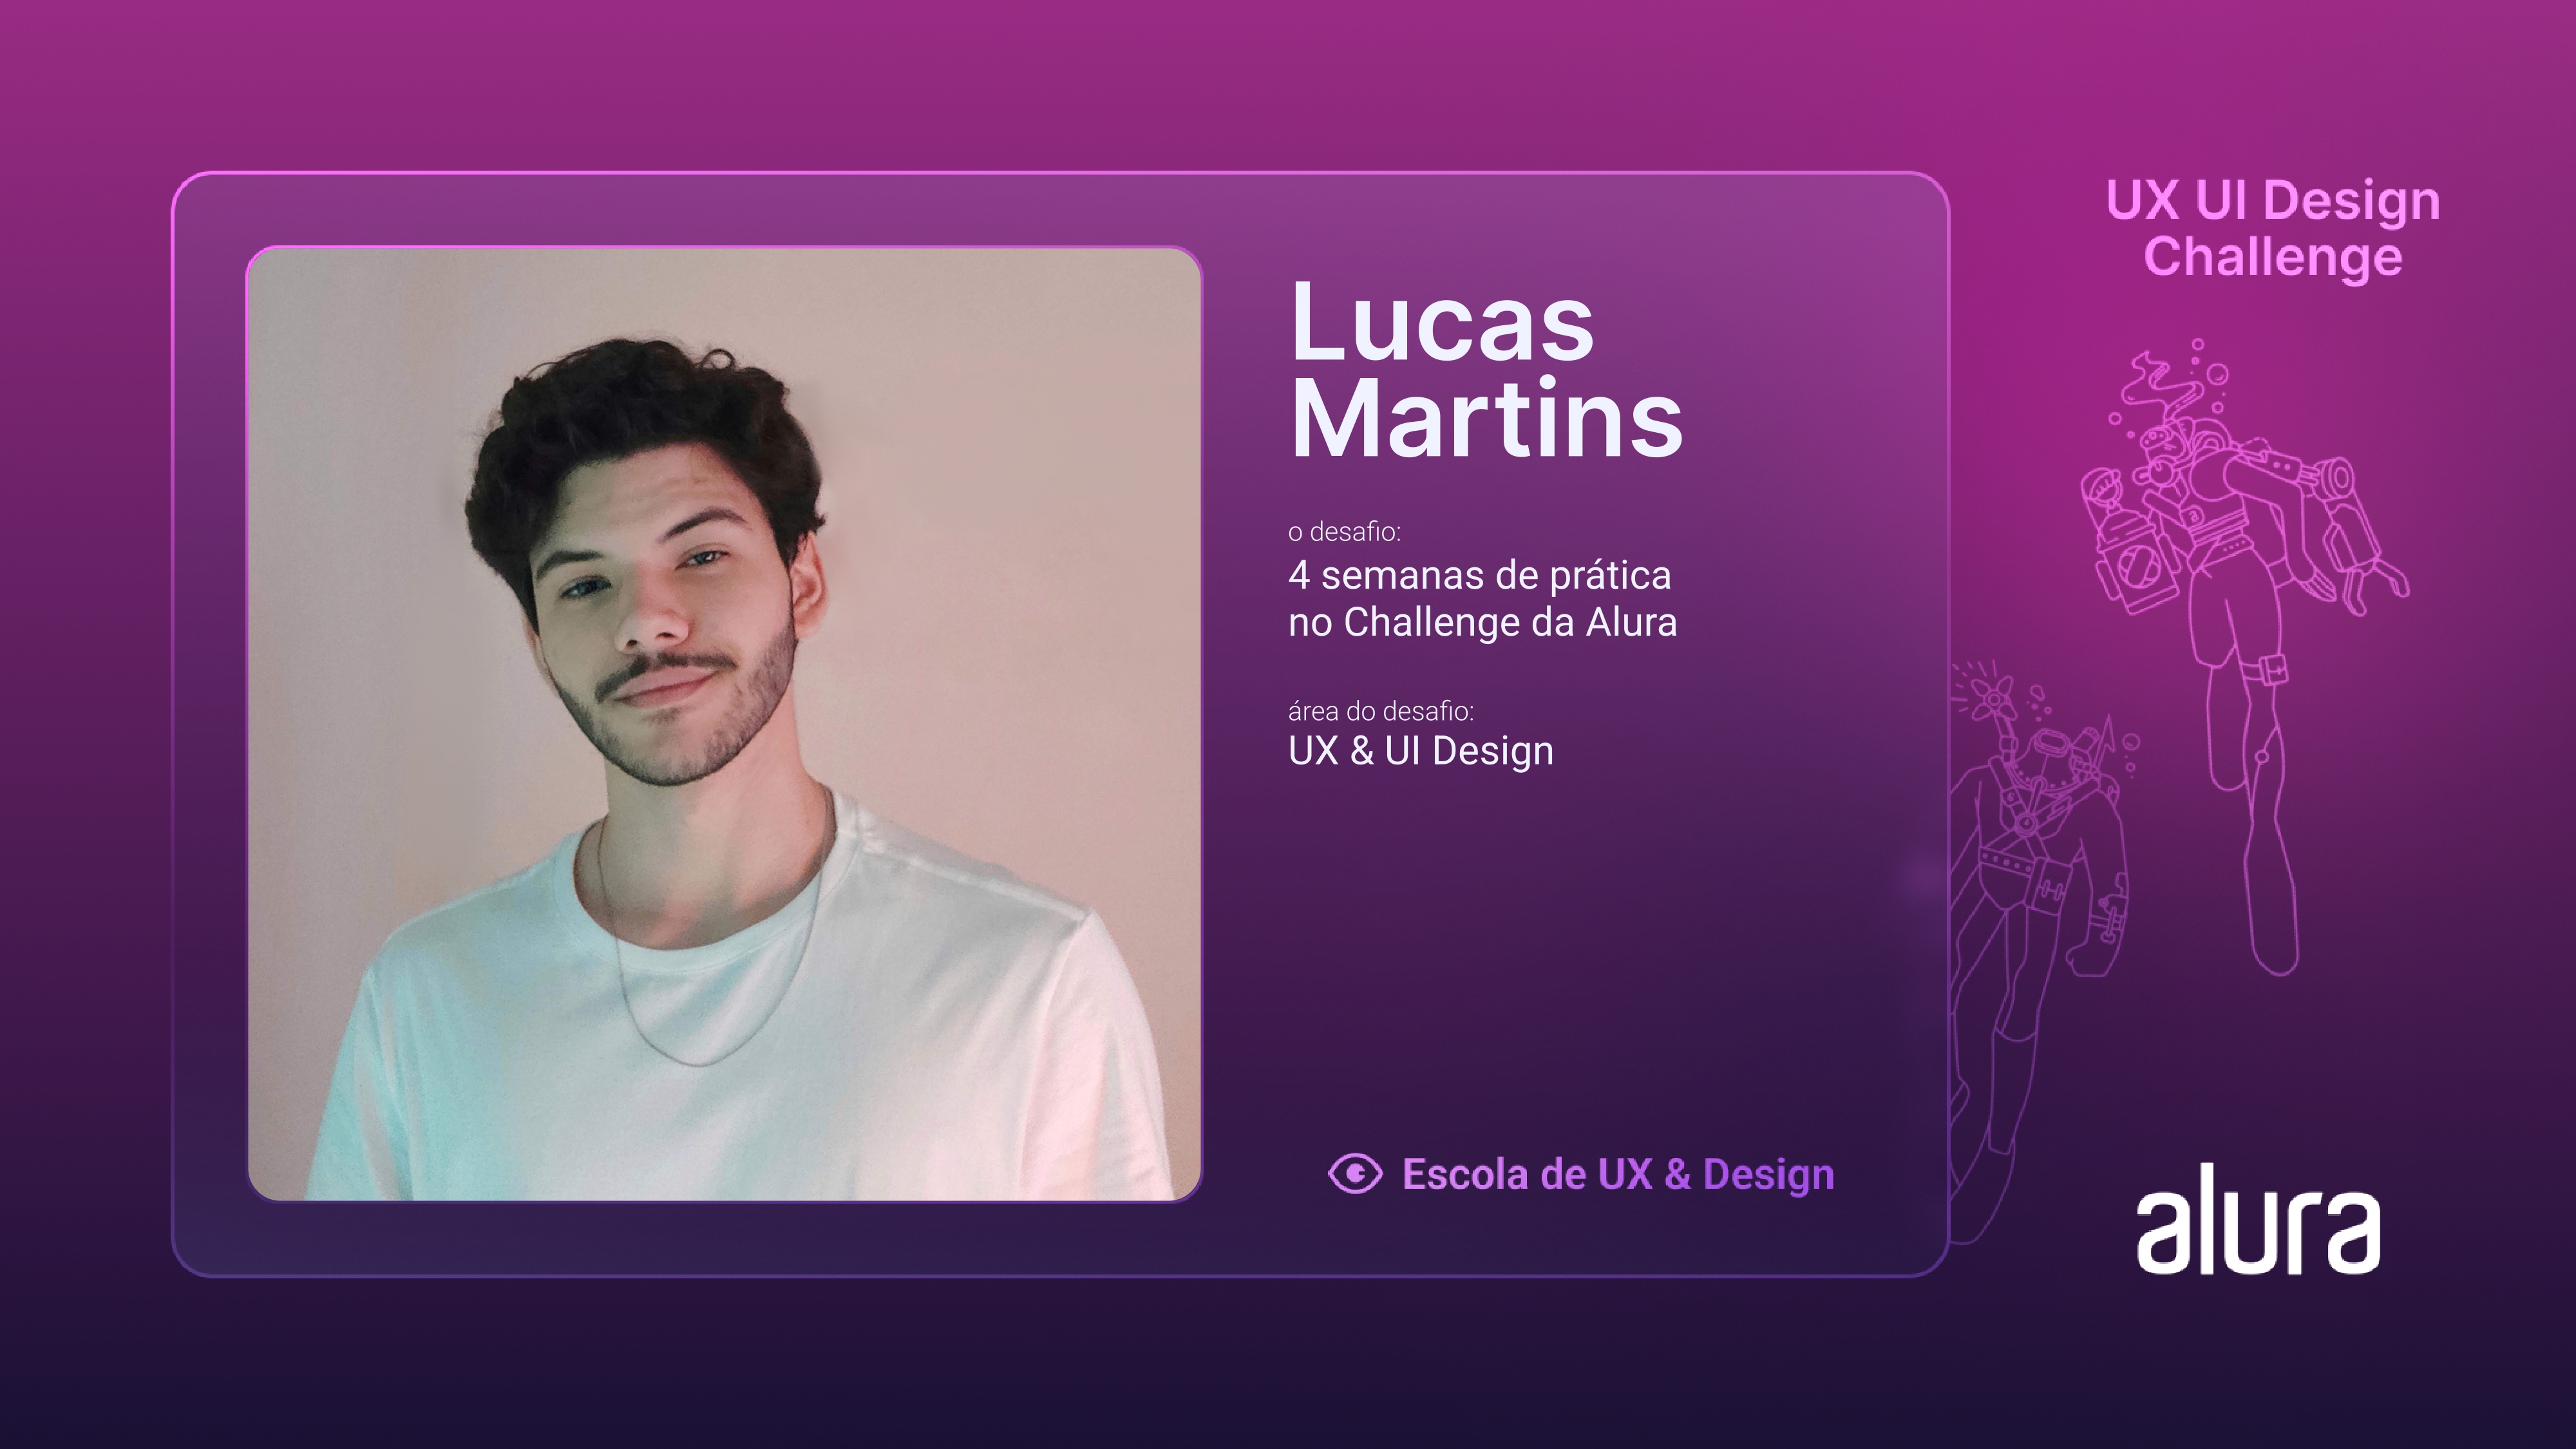 UX UI Design
Challenge
Lucas
Martins
o desafio:
4 semanas de prática
no Challenge da Alura
área do desafio:
UX & UI Design
Escola de UX & Design
alura